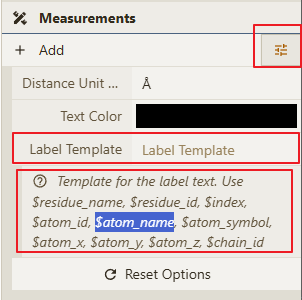 Measurements
Add
Distance Unit ... Å
Text Color
Label Template Label Template
Template for the label text. Use
$residue_name, $residue_id, $index,
$atom_id, $atom_name, $atom_symbol,
$atom_x, $atom_y, $atom_z, $chain_id
Reset Options